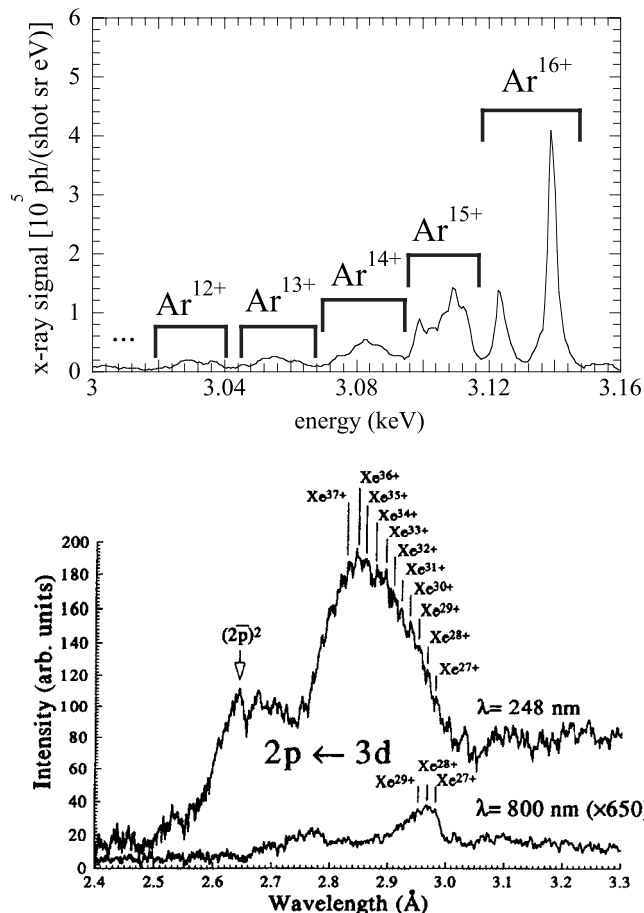 6
5
4
3
2
1
0
x-ray signal [10⁵ ph/(shot sr eV)]
Ar¹²⁺
Ar¹³⁺
Ar¹⁴⁺
Ar¹⁵⁺
Ar¹⁶⁺
...
3 3.04 3.08 3.12 3.16
energy (keV)
Xe³⁶⁺
Xe³⁷⁺ Xe³⁵⁺
Xe³⁴⁺
Xe³³⁺
Xe³²⁺
Xe³¹⁺
Xe³⁰⁺
Xe²⁹⁺
Xe²⁸⁺
Xe²⁷⁺
200
180
160
140
120
100
80
60
40
20
0
Intensity (arb. units)
(2p̄)²
λ= 248 nm
2p ← 3d
Xe²⁸⁺
Xe²⁹⁺ Xe²⁷⁺
λ= 800 nm (×650)
2.4 2.5 2.6 2.7 2.8 2.9 3.0 3.1 3.2 3.3
Wavelength (Å)